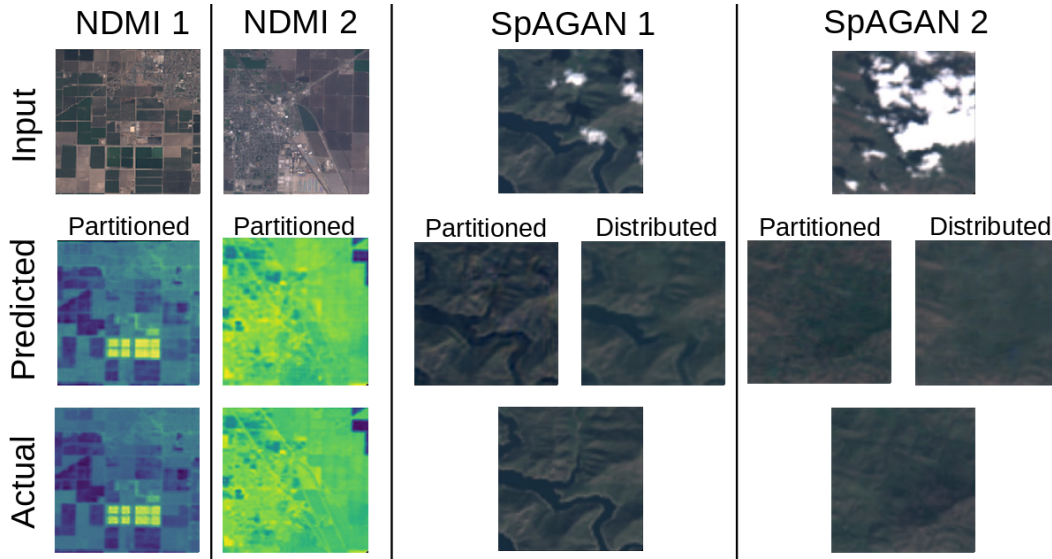 NDMI 1
NDMI 2
SpAGAN 1
SpAGAN 2
Input
Partitioned
Partitioned
Partitioned
Distributed
Partitioned
Distributed
Predicted
Actual